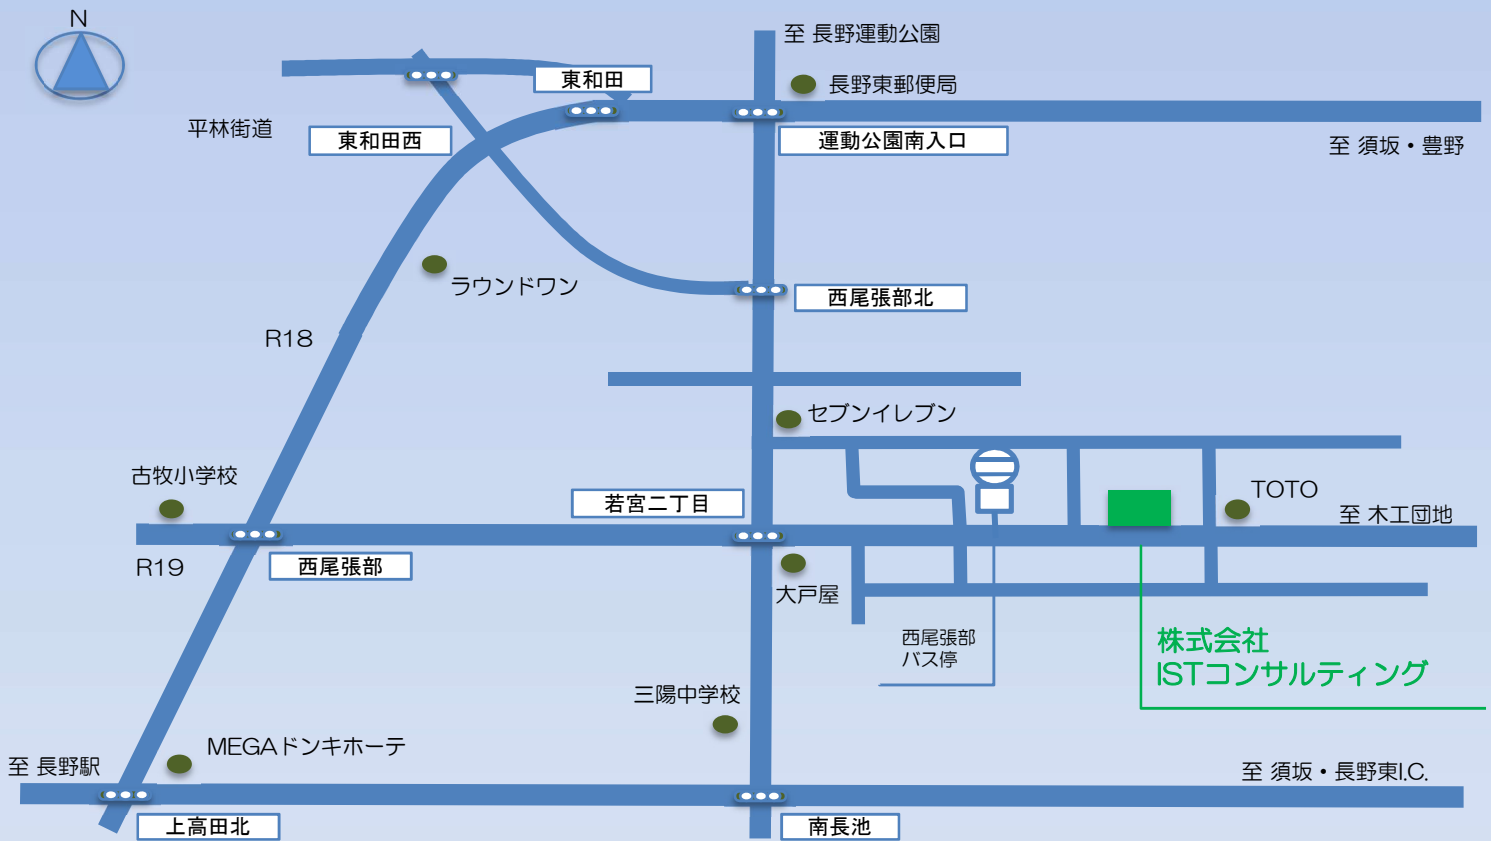 N
至 長野運動公園
東和田
長野東郵便局
平林街道
東和田西
運動公園南入口
至 須坂・豊野
ラウンドワン
西尾張部北
R18
セブンイレブン
古牧小学校
若宮二丁目
TOTO
至 木工団地
R19
西尾張部
大戸屋
西尾張部
バス停
株式会社
ISTコンサルティング
三陽中学校
MEGAドンキホーテ
至 長野駅
至 須坂・長野東I.C.
上高田北
南長池